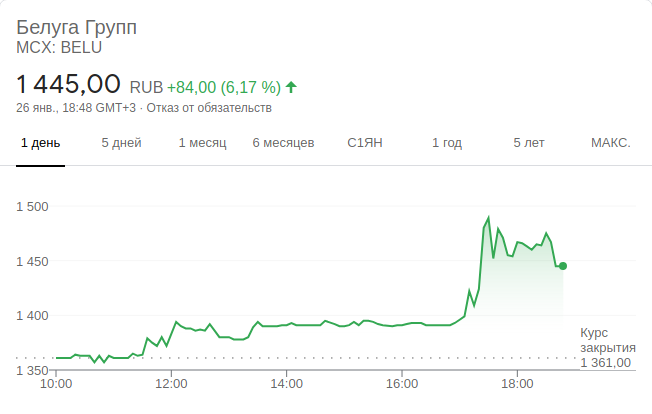 Белуга Групп
MCX: BELU
1 445,00 RUB +84,00 (6,17 %)
26 янв., 18:48 GMT+3 · Отказ от обязательств
1 день 5 дней 1 месяц 6 месяцев С1ЯН 1 год 5 лет МАКС.
1 500
1 450
1 400
1 350
Курс
закрытия
1 361,00
10:00 12:00 14:00 16:00 18:00